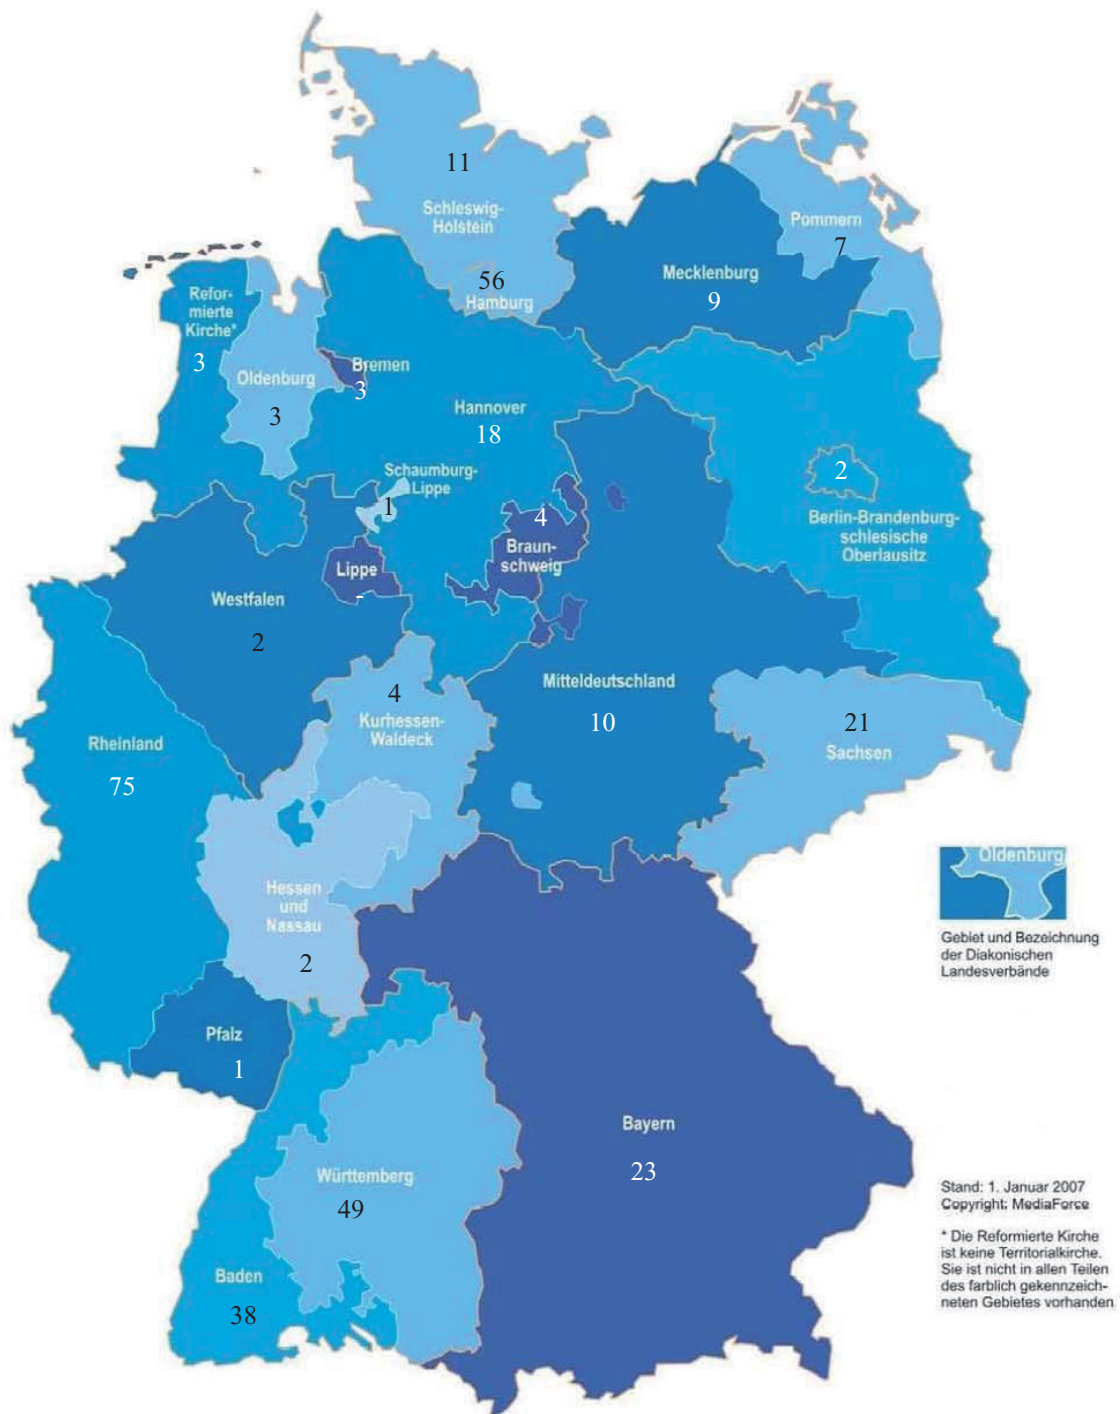 11
Schleswig-
Holstein
Pommern
7
56
Hamburg
Mecklenburg
9
Refor-
mierte
Kirche*
3
Oldenburg
3
Bremen
3
Hannover
18
Schaumburg-
Lippe
1
2
Berlin-Brandenburg-
schlesische
Oberlausitz
4
Braun-
schweig
Lippe
-
Westfalen
2
Mitteldeutschland
10
4
Kurhessen-
Waldeck
21
Sachsen
Rheinland
75
Hessen
und
Nassau
2
Oldenburg
Gebiet und Bezeichnung
der Diakonischen
Landesverbände
Pfalz
1
Bayern
23
Württemberg
49
Baden
38
Stand: 1. Januar 2007
Copyright: MediaForce
* Die Reformierte Kirche
ist keine Territorialkirche.
Sie ist nicht in allen Teilen
des farblich gekennzeich-
neten Gebietes vorhanden